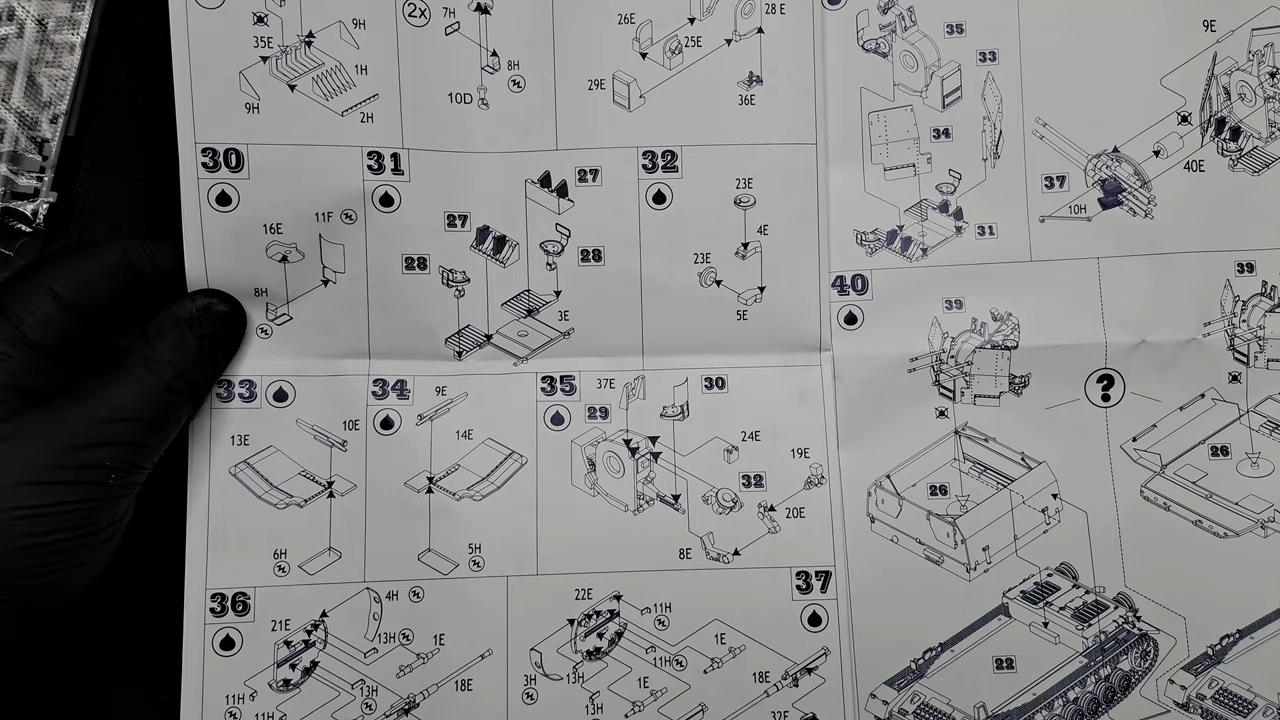 9H
35E
1H
9H
2H
2x
7H
8H
10D
26E
25E
28 E
29E
36E
35
33
34
31
9E
40E
37
10H
30
16E
11F
8H
31
27
27
28
28
3E
32
23E
4E
23E
5E
33
13E
10E
6H
34
9E
14E
5H
35
37E
29
30
24E
32
19E
20E
8E
36
21E
4H
13H
1E
18E
11H
13H
11H
37
22E
11H
1E
11H
3H
13H
1E
18E
13H
32E
40
39
26
22
?
39
26